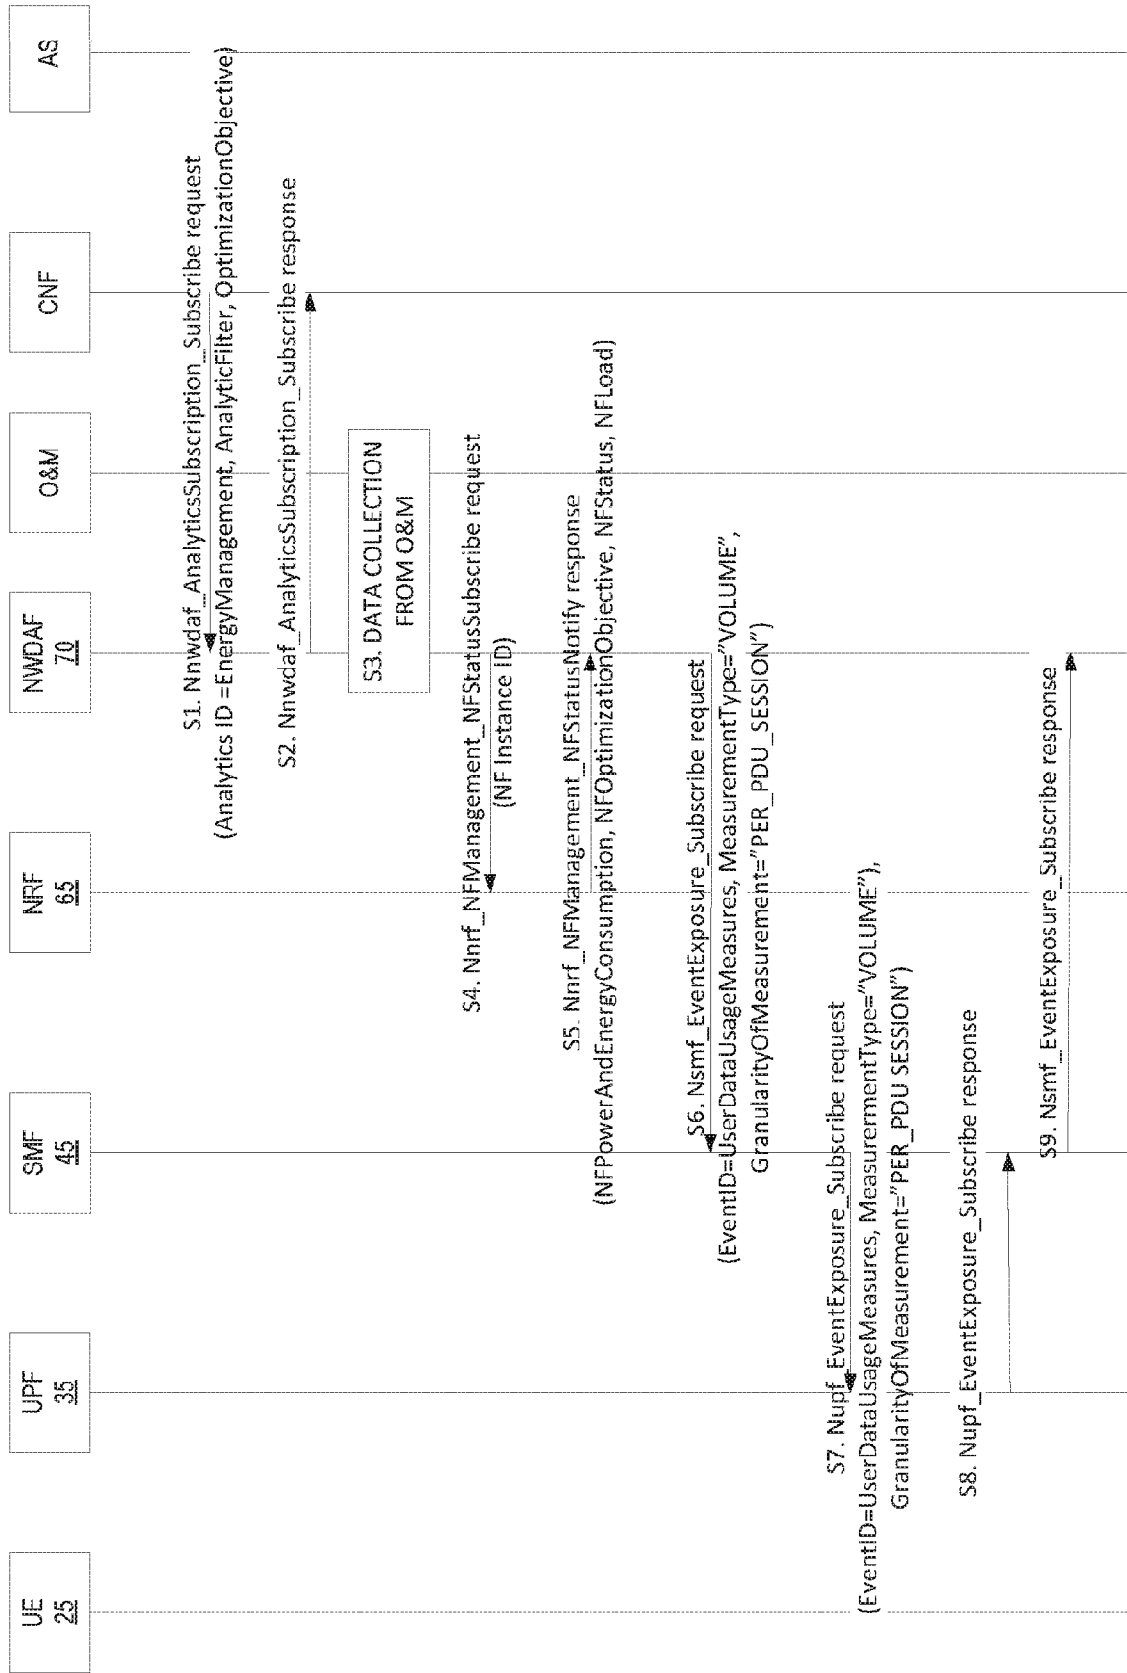 UE
25
UPF
35
SMF
45
NRF
65
NWDAF
70
O&M
CNF
AS
S1. Nnwdaf_AnalyticsSubscription_Subscribe request
(Analytics ID =EnergyManagement, AnalyticFilter, OptimizationObjective)
S2. Nnwdaf_AnalyticsSubscription_Subscribe response
S3. DATA COLLECTION
FROM O&M
S4. Nnrf_NFManagement_NFStatusSubscribe request
(NF Instance ID)
S5. Nnrf_NFManagement_NFStatusNotify response
(NFPowerAndEnergyConsumption, NFOptimizationObjective, NFStatus, NFLoad)
S6. Nsmf_EventExposure_Subscribe request
(EventID=UserDataUsageMeasures, MeasurementType="VOLUME",
GranularityOfMeasurement="PER_PDU_SESSION")
S7. Nupf_EventExposure_Subscribe request
(EventID=UserDataUsageMeasures, MeasurermentType="VOLUME"),
GranularityOfMeasurement="PER_PDU SESSION")
S8. Nupf_EventExposure_Subscribe response
S9. Nsmf_EventExposure_Subscribe response